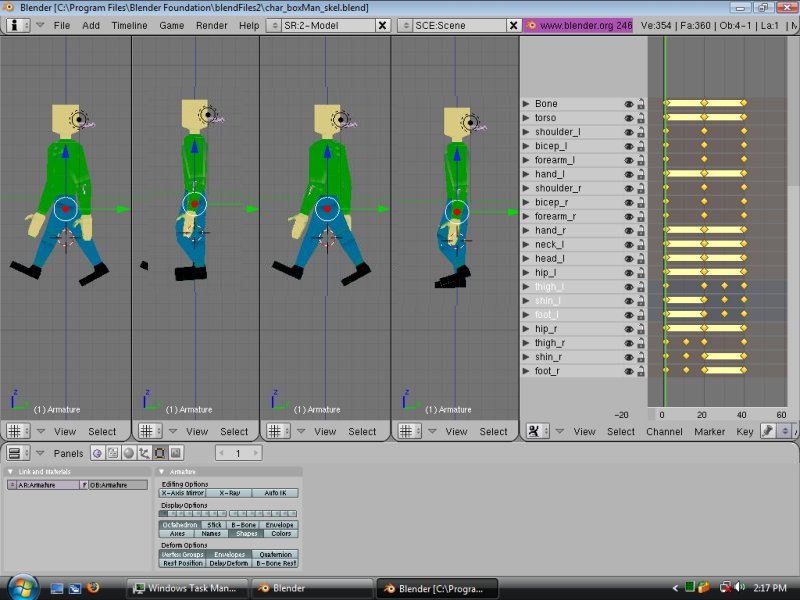 Blender [C:\Program Files\Blender Foundation\blendFiles2\char_boxMan_skel.blend]
File Add Timeline Game Render Help SR:2-Model SCE:Scene www.blender.org 246 Ve:354 | Fa:360 | Ob:4-1 | La:1 | M
Bone
torso
shoulder_l
bicep_l
forearm_l
hand_l
shoulder_r
bicep_r
forearm_r
hand_r
neck_l
head_l
hip_l
thigh_l
shin_l
foot_l
hip_r
thigh_r
shin_r
foot_r
z z z z
(1) Armature (1) Armature (1) Armature (1) Armature
-20 0 20 40 60
View Select View Select View Select View Select View Select Channel Marker Key
Panels 1
Link and Materials
AR:Armature F OB:Armature
Armature
Editing Options
X-Axis Mirror X-Ray Auto IK
Display Options
Octahedron Stick B-Bone Envelope
Axes Names Shapes Colors
Deform Options
Vertex Groups Envelopes Quaternion
Rest Position Delay Deform B-Bone Rest
Windows Task Man... Blender Blender [C:\Progra... 2:17 PM